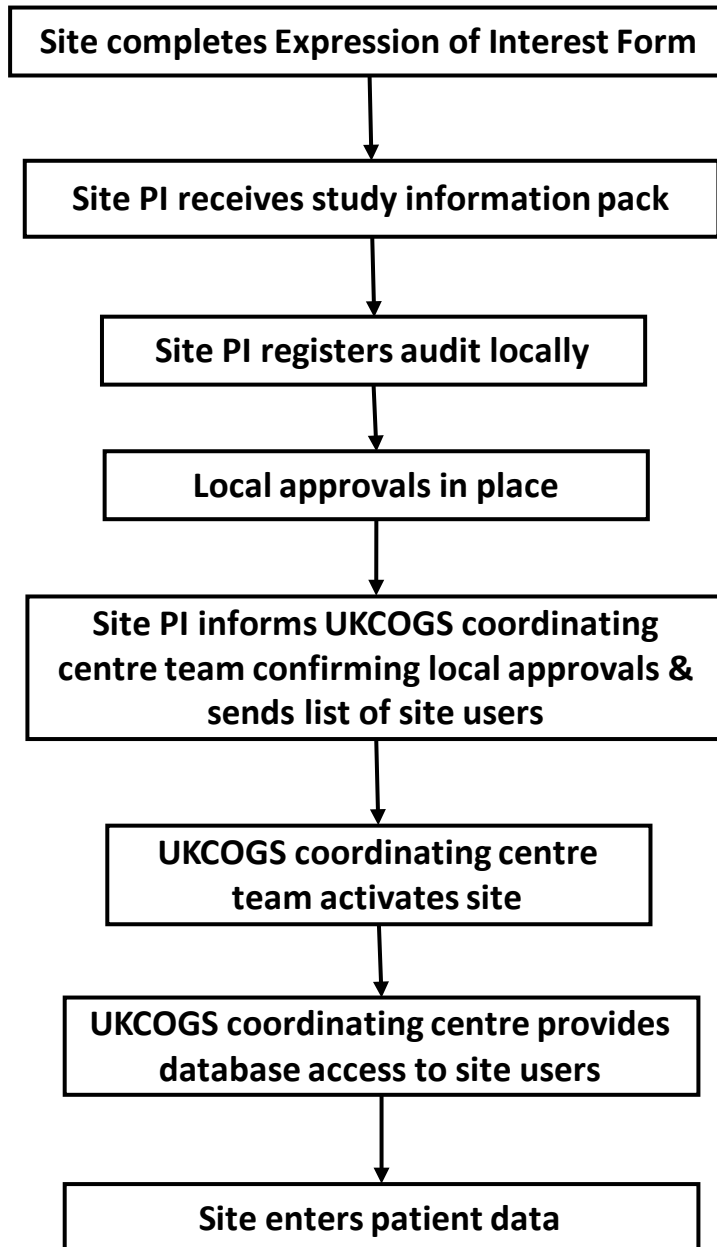 Site completes Expression of Interest Form
Site PI receives study information pack
Site PI registers audit locally
Local approvals in place
Site PI informs UKCOGS coordinating
centre team confirming local approvals &
sends list of site users
UKCOGS coordinating centre
team activates site
UKCOGS coordinating centre provides
database access to site users
Site enters patient data